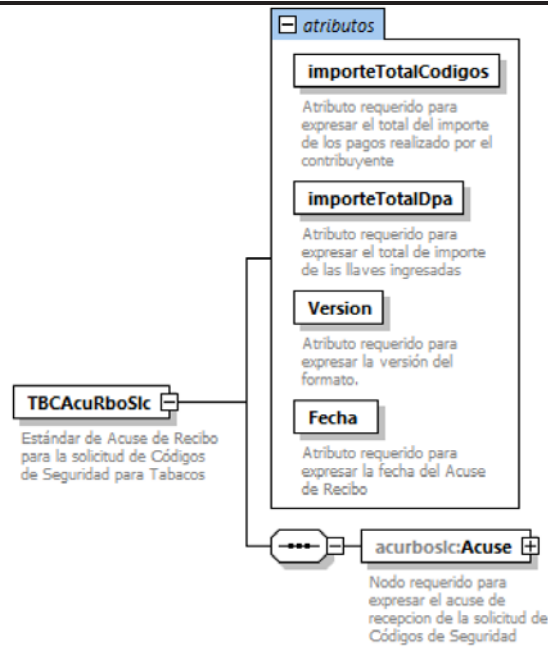 atributos
importeTotalCodigos
Atributo requerido para
expresar el total del importe
de los pagos realizado por el
contribuyente
importeTotalDpa
Atributo requerido para
expresar el total de importe
de las llaves ingresadas
Version
Atributo requerido para
expresar la versión del
formato.
Fecha
Atributo requerido para
expresar la fecha del Acuse
de Recibo
TBCAcuRboSlc
Estándar de Acuse de Recibo
para la solicitud de Códigos
de Seguridad para Tabacos
acurboslc:Acuse
Nodo requerido para
expresar el acuse de
recepcion de la solicitud de
Códigos de Seguridad